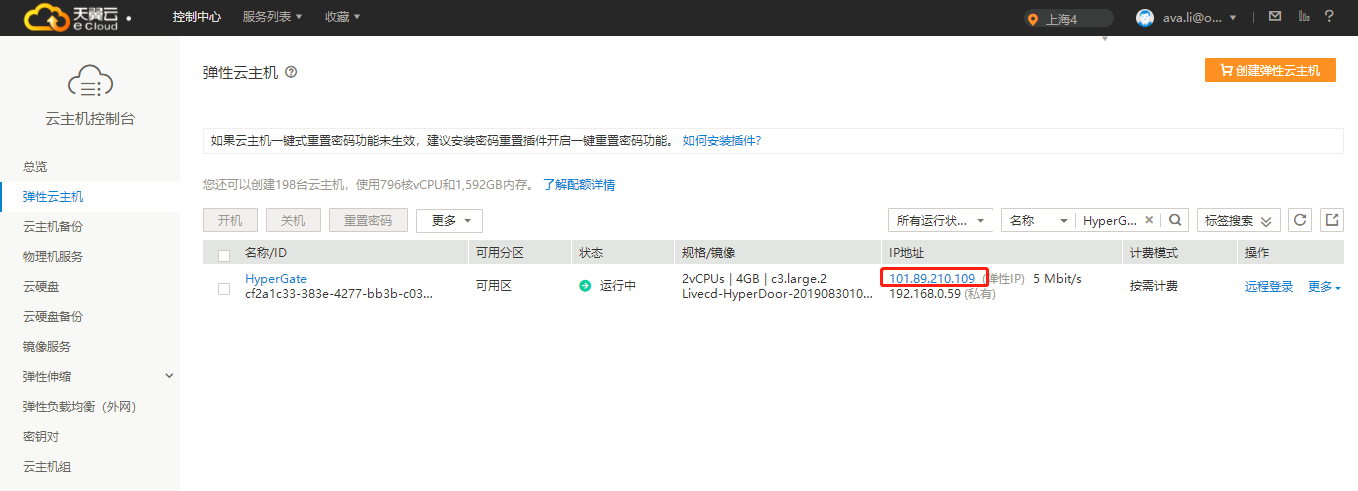 天翼云
e Cloud
控制中心 服务列表 收藏
上海4 ava.li@o... | ?
弹性云主机 ?
创建弹性云主机
云主机控制台
如果云主机一键式重置密码功能未生效，建议安装密码重置插件开启一键重置密码功能。 如何安装插件？
总览
您还可以创建198台云主机，使用796核vCPU和1,592GB内存。 了解配额详情
弹性云主机
云主机备份
物理机服务
云硬盘
云硬盘备份
镜像服务
弹性伸缩
弹性负载均衡（外网）
密钥对
云主机组
开机 关机 重置密码 更多 所有运行状... 名称 HyperG... × 标签搜索
名称/ID 可用分区 状态 规格/镜像 IP地址 计费模式 操作
HyperGate 可用区 运行中 2vCPUs | 4GB | c3.large.2 101.89.210.109 (弹性IP) 5 Mbit/s 按需计费 远程登录 更多
cf2a1c33-383e-4277-bb3b-c03... Livecd-HyperDoor-2019083010... 192.168.0.59 (私有)